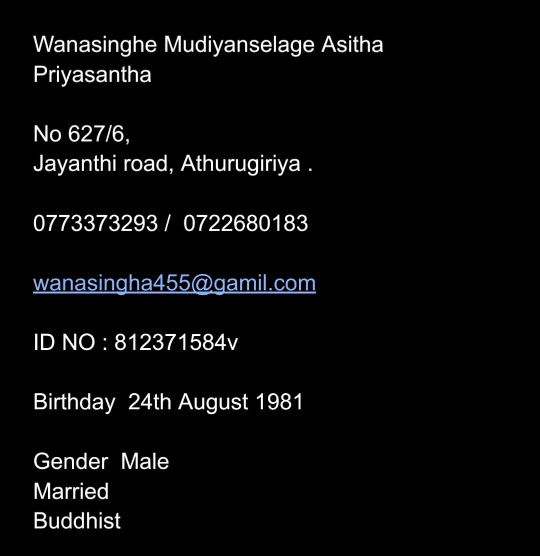 Wanasinghe Mudiyanselage Asitha
Priyasantha
No 627/6,
Jayanthi road, Athurugiriya .
0773373293 /  0722680183
wanasingha455@gamil.com
ID NO : 812371584v
Birthday  24th August 1981
Gender  Male
Married
Buddhist